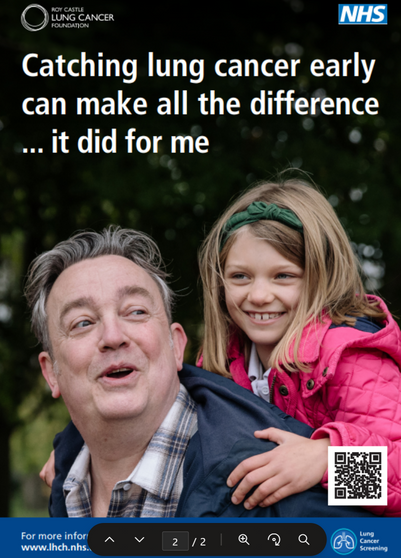 ROY CASTLE
LUNG CANCER
FOUNDATION
NHS
Catching lung cancer early
can make all the difference
... it did for me
For more infor
www.lhch.nhs.
2 / 2
Lung
Cancer
Screening